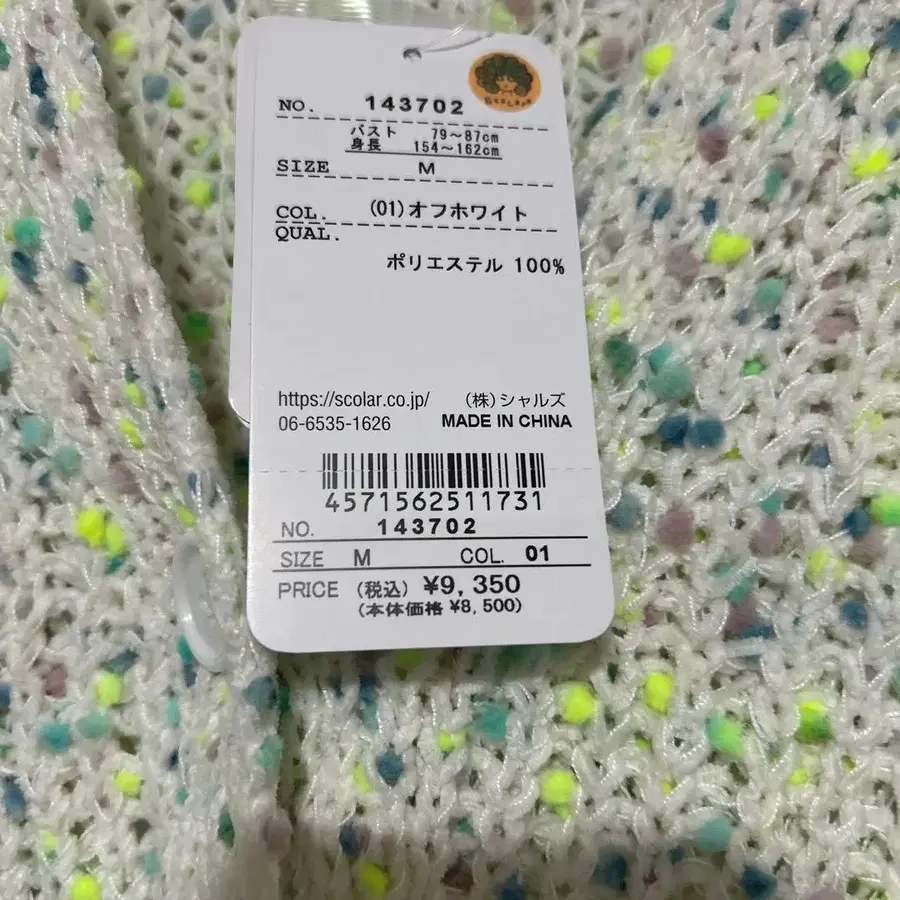 ScoLar
NO. 143702
バスト 79～87cm
身長 154～162cm
SIZE M
COL. (01)オフホワイト
QUAL.
ポリエステル 100%
https://scolar.co.jp/ (株)シャルズ
06-6535-1626 MADE IN CHINA
4571562511731
NO. 143702
SIZE M COL. 01
PRICE (税込) ¥9,350
(本体価格 ¥8,500)